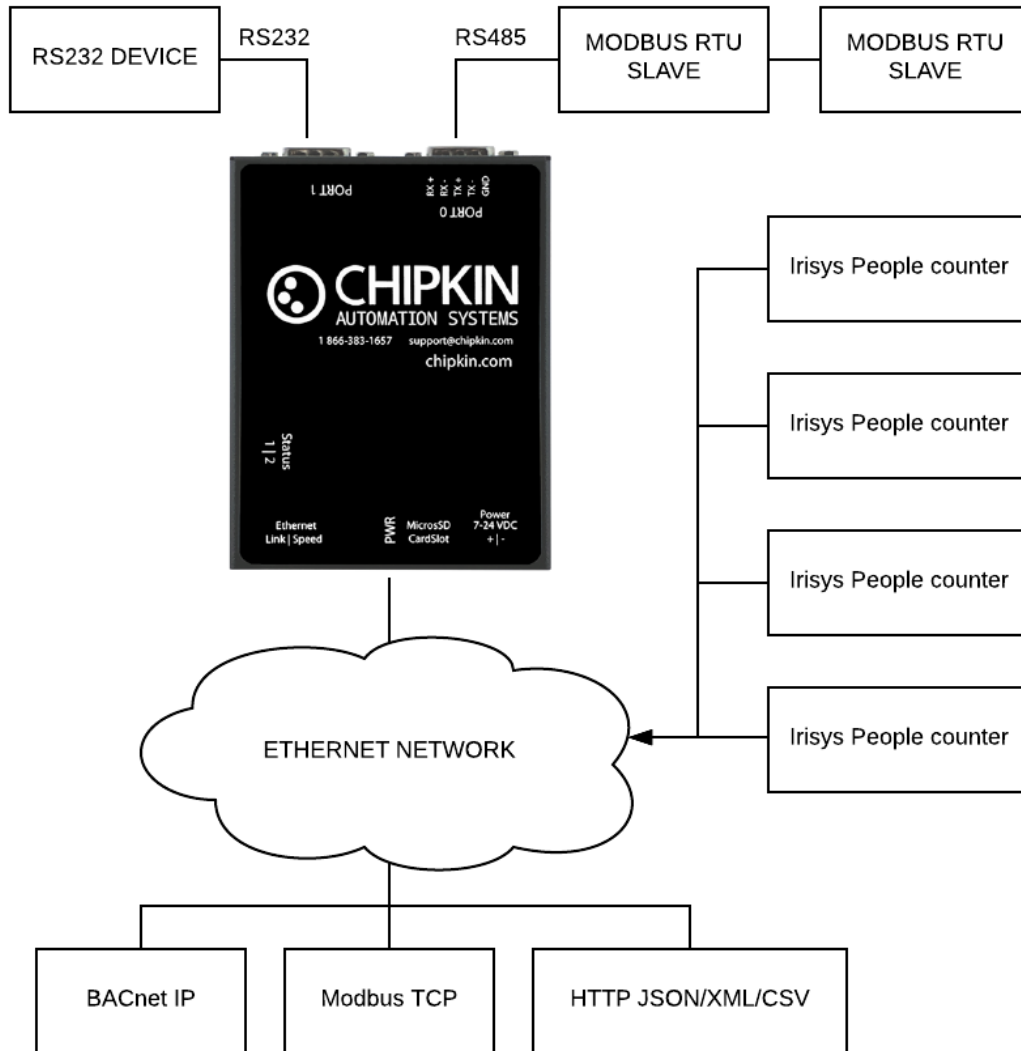 RS232 DEVICE
RS232
RS485
MODBUS RTU
SLAVE
MODBUS RTU
SLAVE
PORT 1
RX +
RX -
TX +
TX -
GND
PORT 0
CHIPKIN
AUTOMATION SYSTEMS
1 866-383-1657 support@chipkin.com
chipkin.com
Status
1 | 2
Ethernet
Link | Speed
PWR
MicrosSD
CardSlot
Power
7-24 VDC
+ | -
Irisys People counter
Irisys People counter
Irisys People counter
Irisys People counter
ETHERNET NETWORK
BACnet IP
Modbus TCP
HTTP JSON/XML/CSV